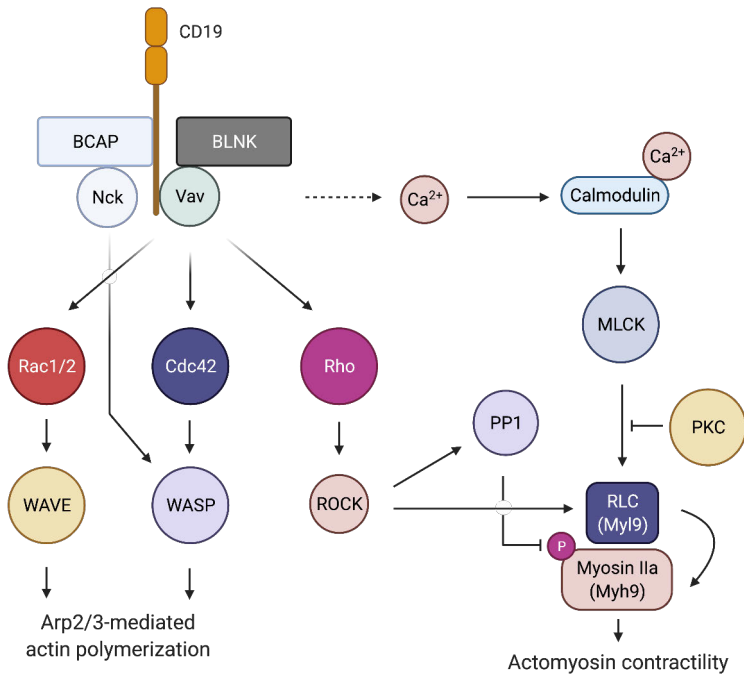 CD19
BCAP
BLNK
Nck
Vav
Ca²⁺
Ca²⁺
Calmodulin
MLCK
Rac1/2
Cdc42
Rho
PP1
PKC
WAVE
WASP
ROCK
RLC
(Myl9)
P
Myosin IIa
(Myh9)
Arp2/3-mediated
actin polymerization
Actomyosin contractility